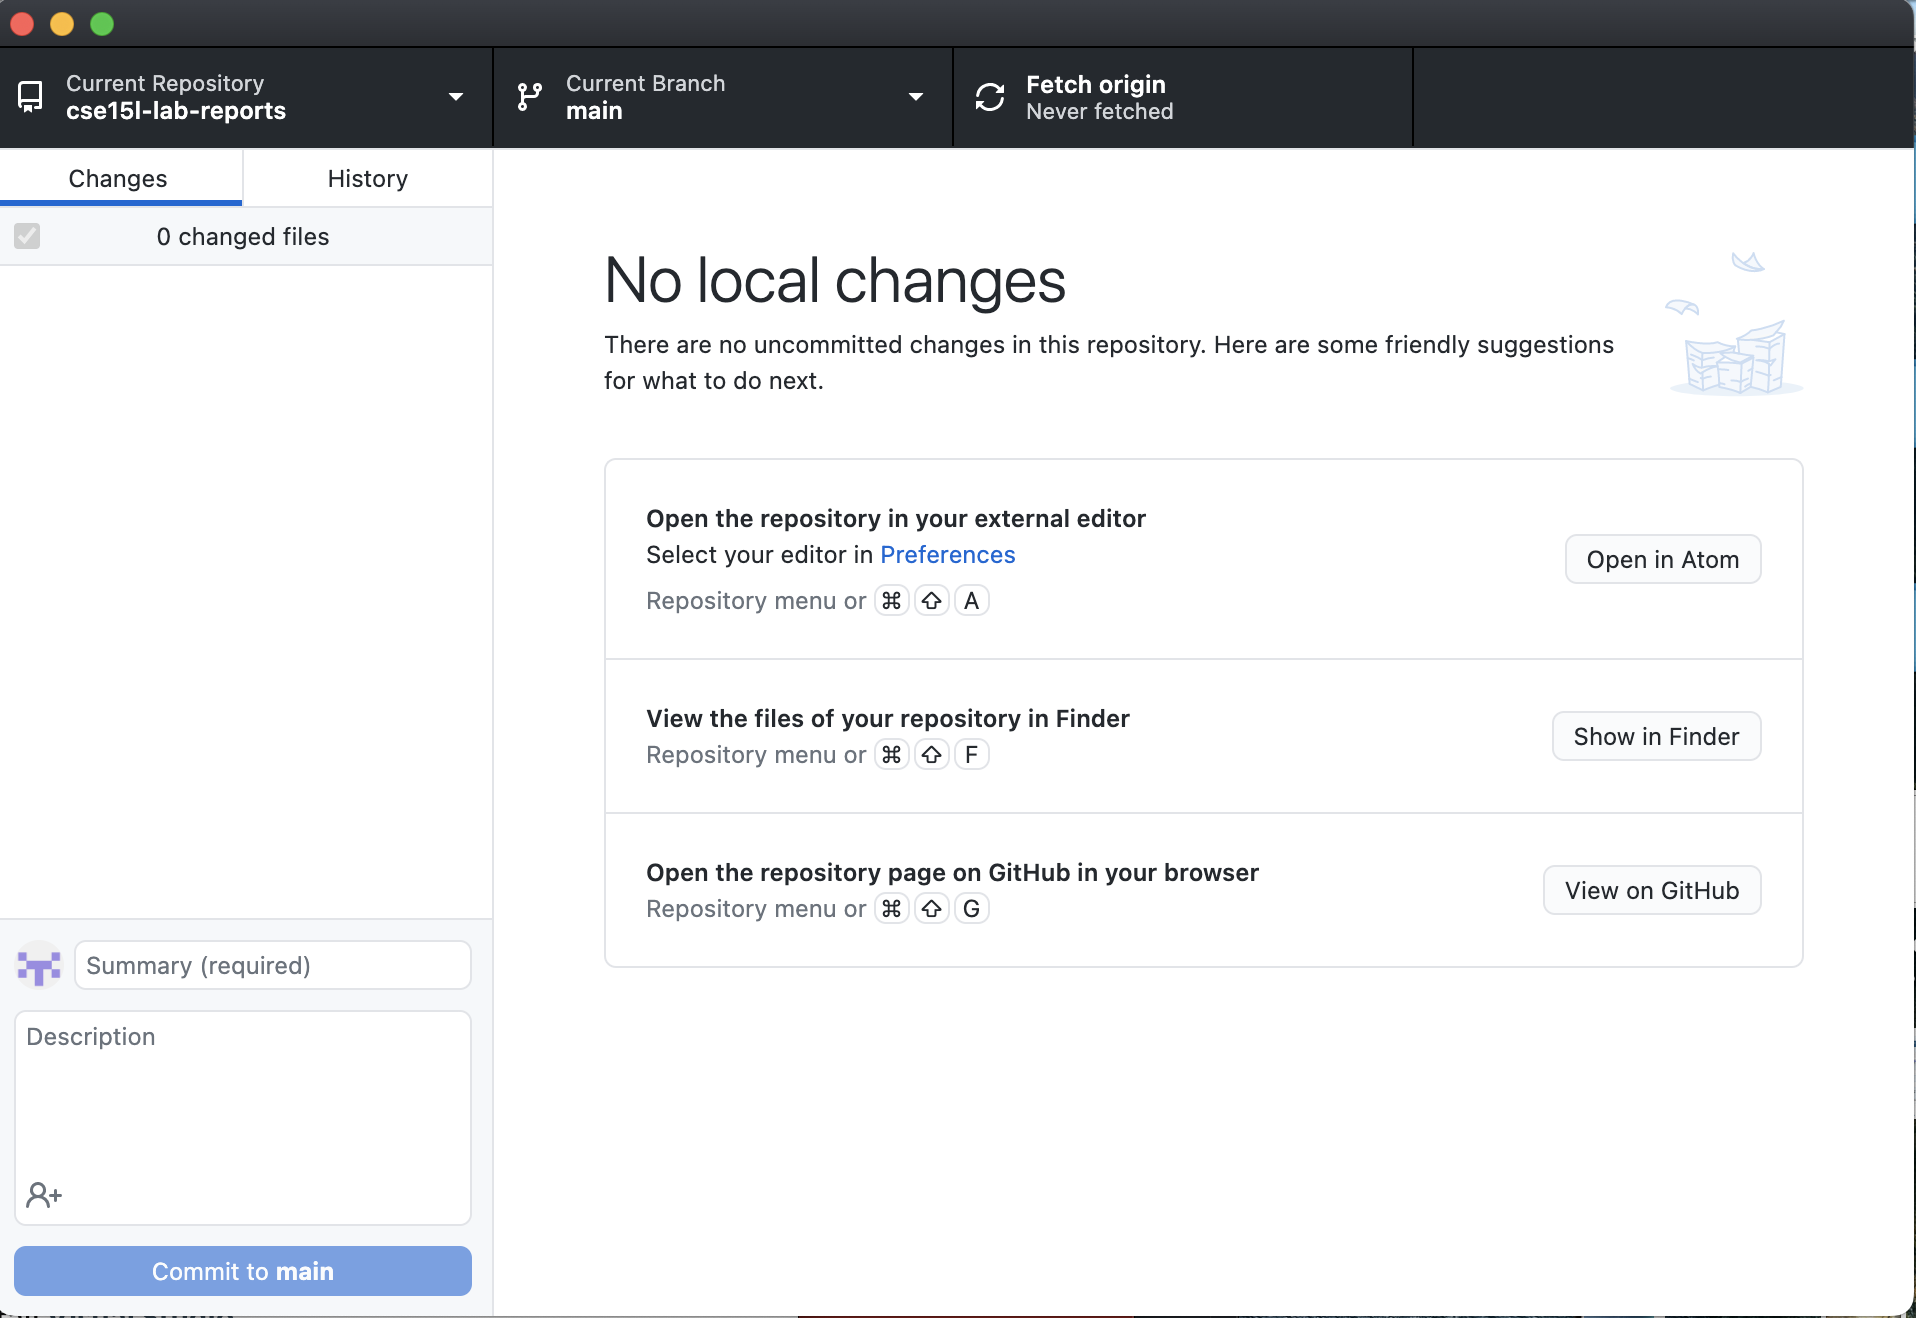 Current Repository
cse15l-lab-reports
Current Branch
main
Fetch origin
Never fetched
Changes
History
0 changed files
No local changes
There are no uncommitted changes in this repository. Here are some friendly suggestions
for what to do next.
Open the repository in your external editor
Select your editor in Preferences
Repository menu or ⌘ ⇧ A
Open in Atom
View the files of your repository in Finder
Repository menu or ⌘ ⇧ F
Show in Finder
Open the repository page on GitHub in your browser
Repository menu or ⌘ ⇧ G
View on GitHub
Summary (required)
Description
Commit to main